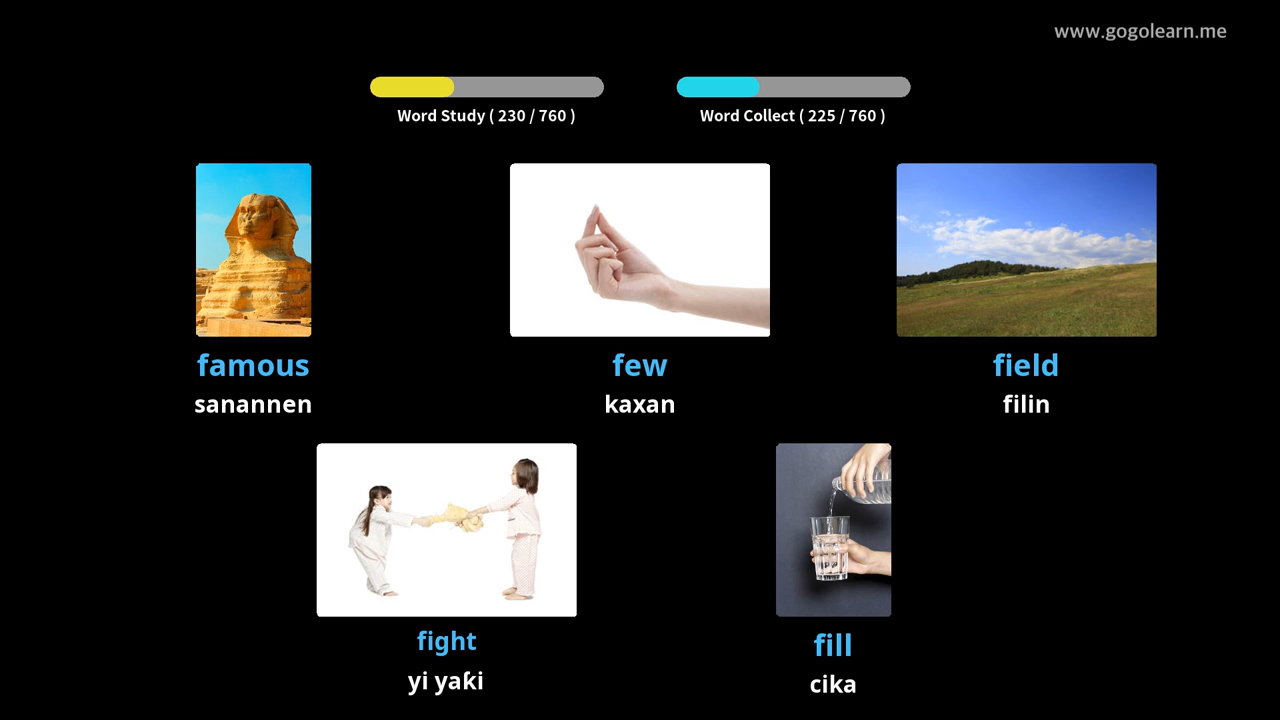 www.gogolearn.me
Word Study ( 230 / 760 )
Word Collect ( 225 / 760 )
famous
few
field
sanannen
kaxan
filin
fight
fill
yi yaƙi
cika